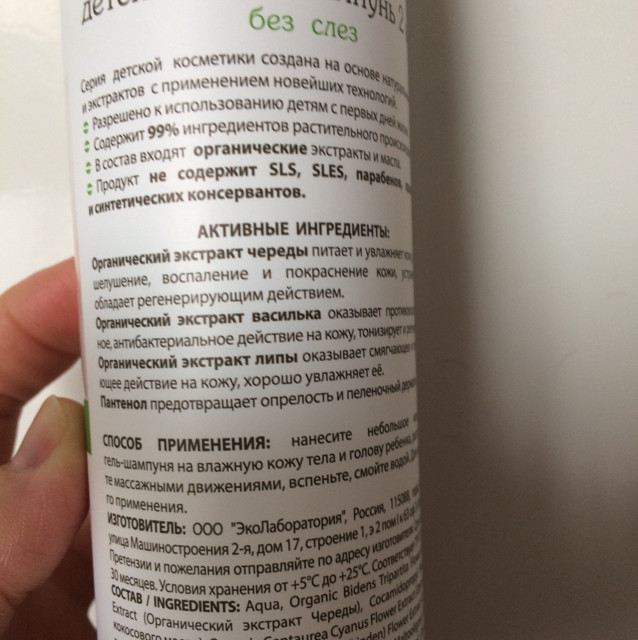 без слез
Серия детской косметики создана на основе
и экстрактов с применением новейших технологий.
Разрешено к использованию детям с первых дней
Содержит 99% ингредиентов растительного
В состав входят органические экстракты и масла
Продукт не содержит SLS, SLES, парабенов,
и синтетических консервантов.
АКТИВНЫЕ ИНГРЕДИЕНТЫ:
Органический экстракт череды питает и увлажняет
шелушение, воспаление и покраснение кожи,
обладает регенерирующим действием.
Органический экстракт василька оказывает
ное, антибактериальное действие на кожу, тонизирует и
Органический экстракт липы оказывает смягчающее
ющее действие на кожу, хорошо увлажняет её.
Пантенол предотвращает опрелость и пеленочный
СПОСОБ ПРИМЕНЕНИЯ: нанесите небольшое
гель-шампуня на влажную кожу тела и голову ребенка,
те массажными движениями, вспеньте, смойте водой.
го применения.
ИЗГОТОВИТЕЛЬ: ООО "ЭкоЛаборатория", Россия, 115088,
улица Машиностроения 2-я, дом 17, строение 1,
Претензии и пожелания отправляйте по адресу изготовителя.
30 месяцев. Условия хранения от +5°C до +25°C. Соответствует
СОСТАВ / INGREDIENTS: Aqua, Organic Bidens Tripartita
Extract (Органический экстракт Череды),
Centaurea Cyanus Flower Extract